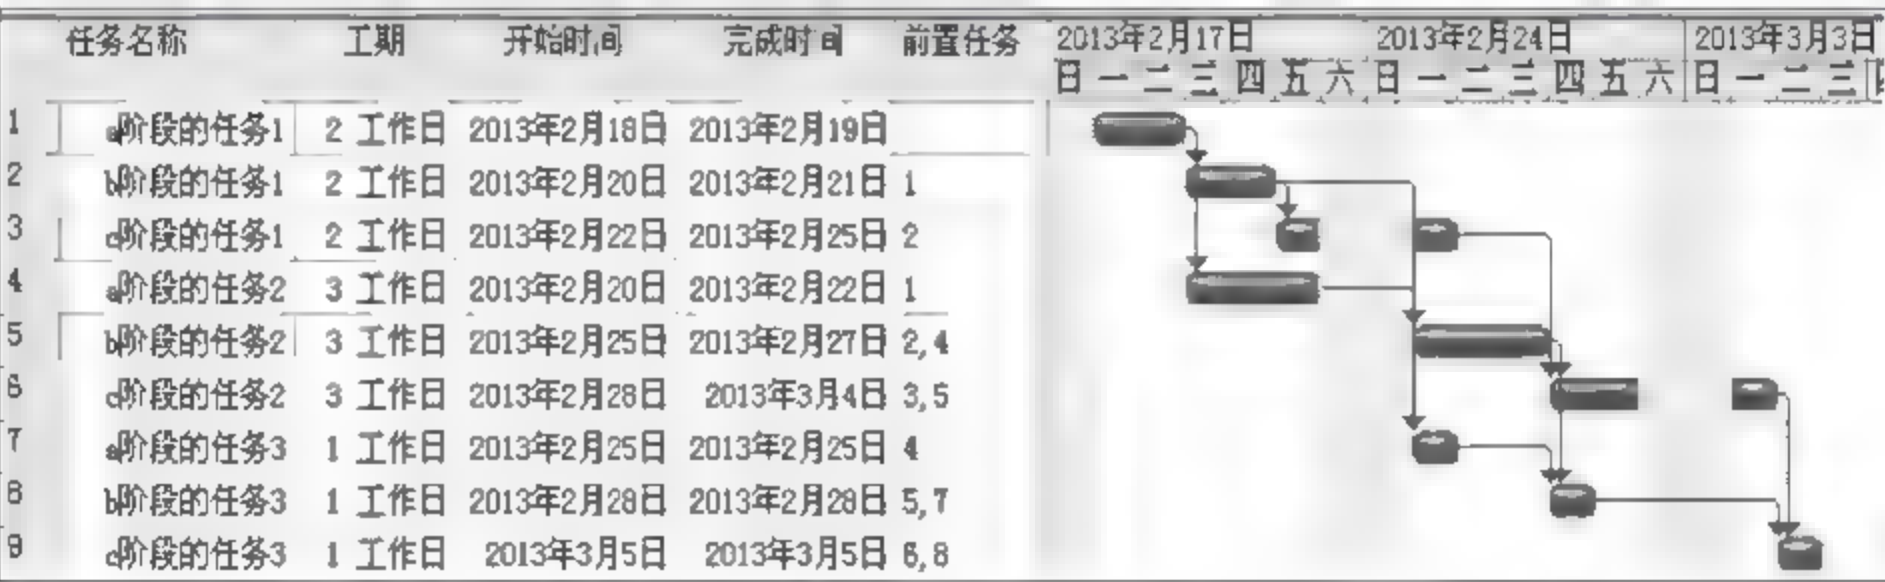 任务名称 工期 开始时间 完成时间 前置任务 2013年2月17日 2013年2月24日 2013年3月3日
日 一 二 三 四 五 六 日 一 二 三 四 五 六 日 一 二 三
1 a阶段的任务1 2 工作日 2013年2月18日 2013年2月19日
2 b阶段的任务1 2 工作日 2013年2月20日 2013年2月21日 1
3 c阶段的任务1 2 工作日 2013年2月22日 2013年2月25日 2
4 a阶段的任务2 3 工作日 2013年2月20日 2013年2月22日 1
5 b阶段的任务2 3 工作日 2013年2月25日 2013年2月27日 2,4
6 c阶段的任务2 3 工作日 2013年2月28日 2013年3月4日 3,5
7 a阶段的任务3 1 工作日 2013年2月25日 2013年2月25日 4
8 b阶段的任务3 1 工作日 2013年2月28日 2013年2月28日 5,7
9 c阶段的任务3 1 工作日 2013年3月5日 2013年3月5日 6,8